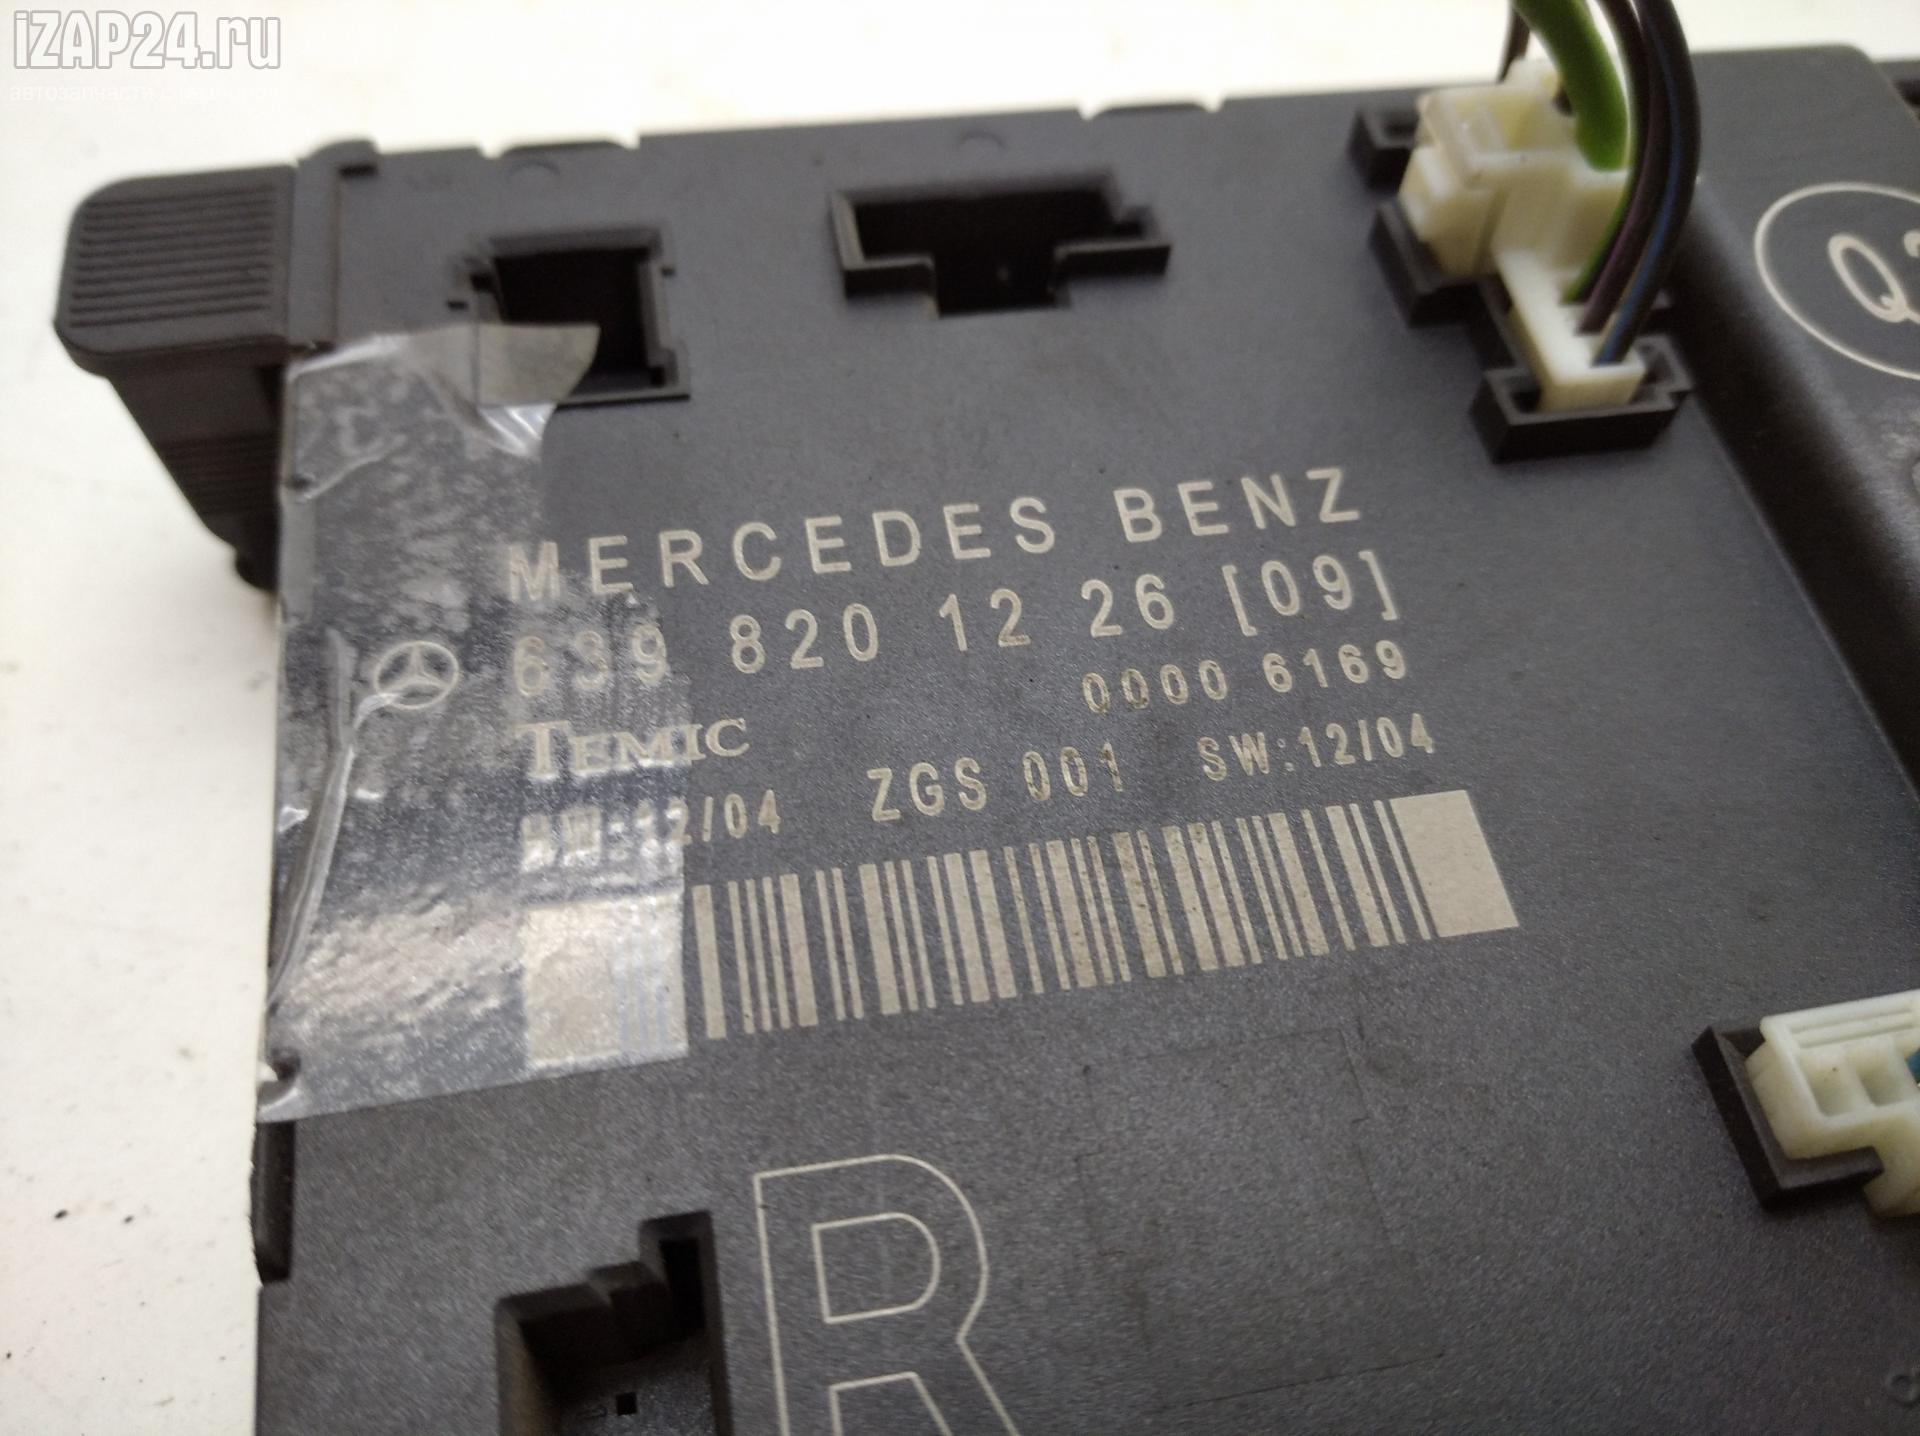 iZAP24.ru
MERCEDES BENZ
639 820 12 26 [09]
0000 6169
TEMIC
HW:12/04 ZGS 001 SW:12/04
R